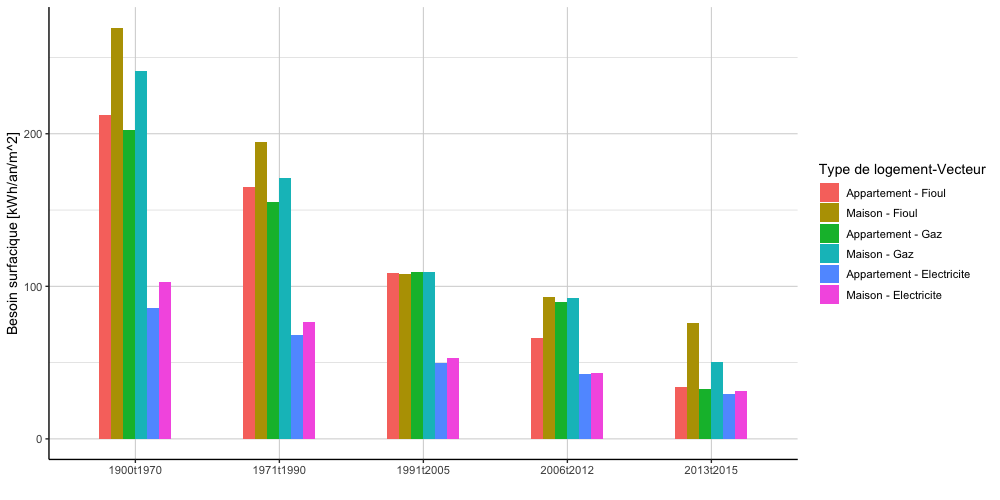 Besoin surfacique [kWh/an/m^2]
200
100
0
1900t1970
1971t1990
1991t2005
2006t2012
2013t2015
Type de logement-Vecteur
Appartement - Fioul
Maison - Fioul
Appartement - Gaz
Maison - Gaz
Appartement - Electricite
Maison - Electricite